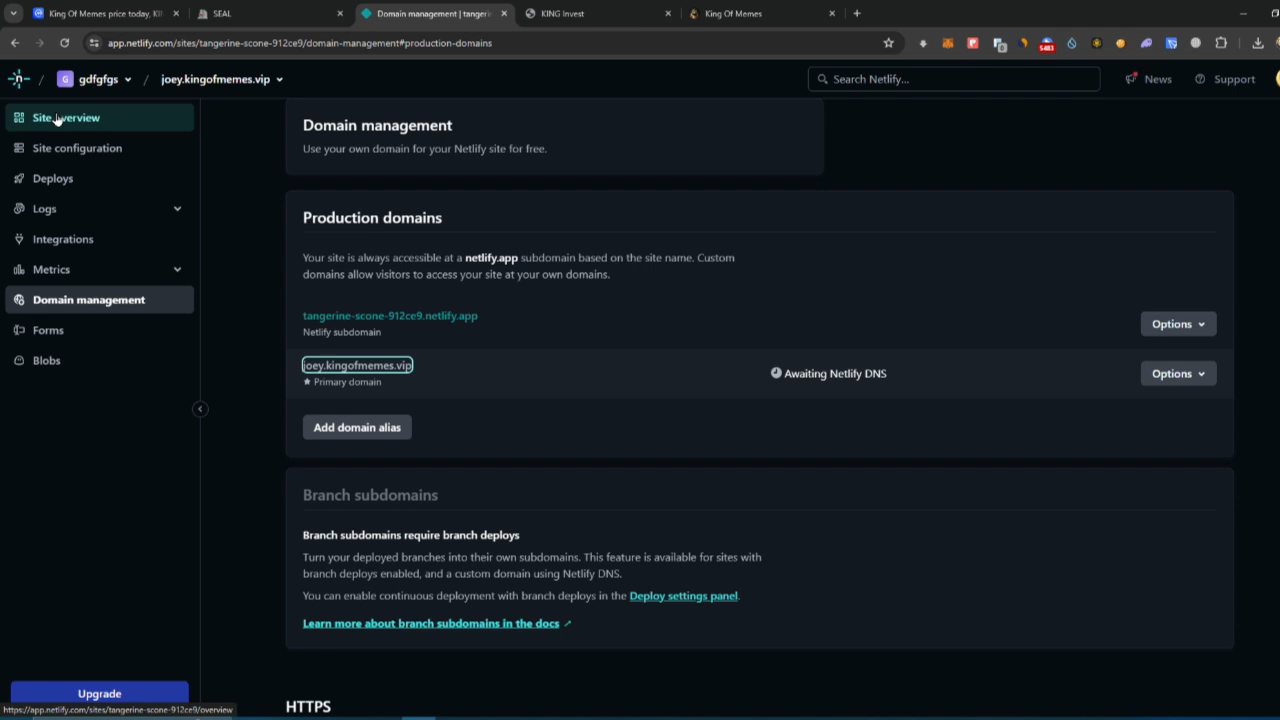 King Of Memes price today, KI
SEAL
Domain management | tangeri
KING Invest
King Of Memes
app.netlify.com/sites/tangerine-scone-912ce9/domain-management#production-domains
5483
/ G gdfgfgs / joey.kingofmemes.vip
Search Netlify...
News
Support
Site overview
Site configuration
Deploys
Logs
Integrations
Metrics
Domain management
Forms
Blobs
Upgrade
https://app.netlify.com/sites/tangerine-scone-912ce9/overview
Domain management
Use your own domain for your Netlify site for free.
Production domains
Your site is always accessible at a netlify.app subdomain based on the site name. Custom
domains allow visitors to access your site at your own domains.
tangerine-scone-912ce9.netlify.app
Netlify subdomain
Options
joey.kingofmemes.vip
★ Primary domain
Awaiting Netlify DNS
Options
Add domain alias
Branch subdomains
Branch subdomains require branch deploys
Turn your deployed branches into their own subdomains. This feature is available for sites with
branch deploys enabled, and a custom domain using Netlify DNS.
You can enable continuous deployment with branch deploys in the Deploy settings panel.
Learn more about branch subdomains in the docs ↗
HTTPS